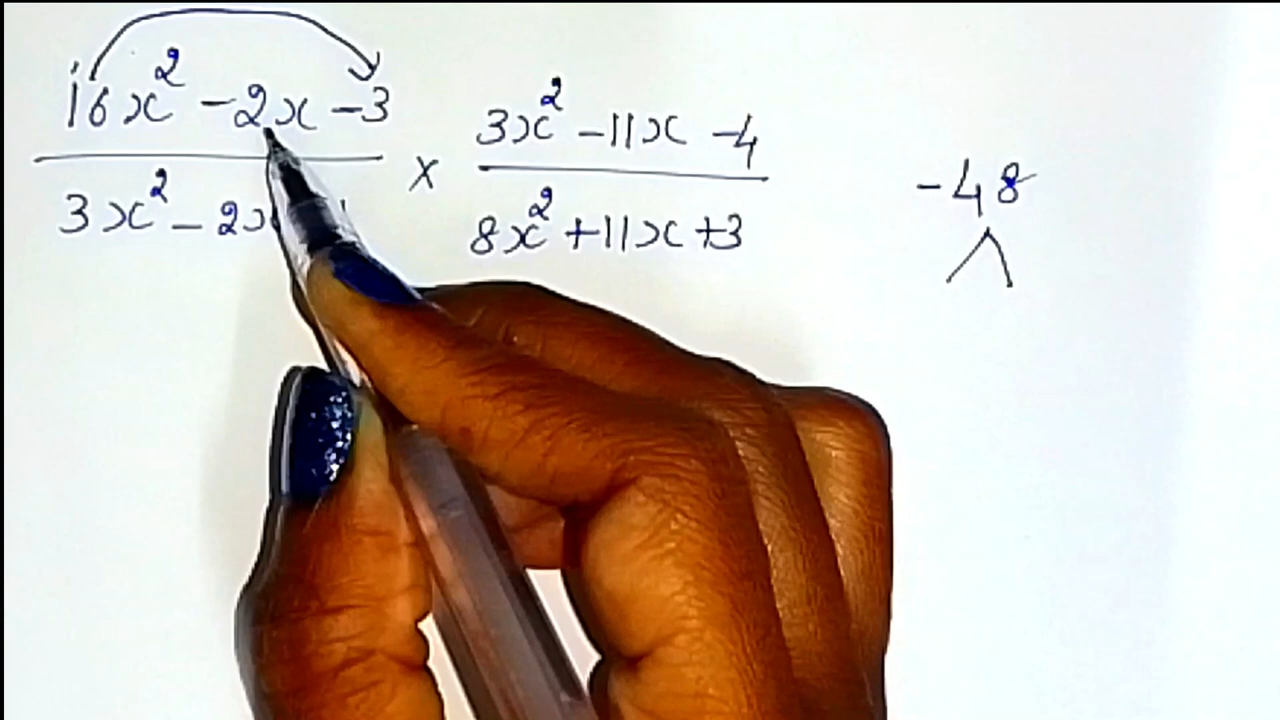 16x² - 2x - 3
3x² - 2x
×
3x² - 11x - 4
8x² + 11x + 3
-48